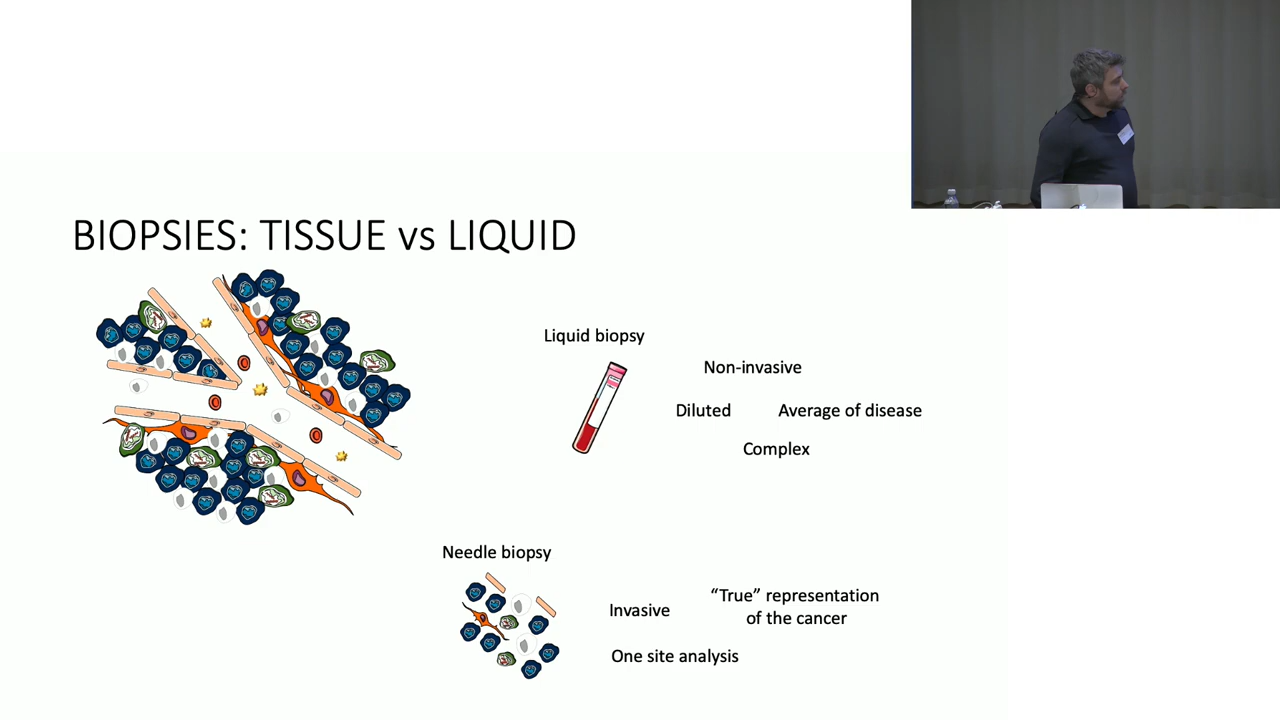 BIOPSIES: TISSUE vs LIQUID
Liquid biopsy
Non-invasive
Diluted
Average of disease
Complex
Needle biopsy
Invasive
“True” representation
of the cancer
One site analysis